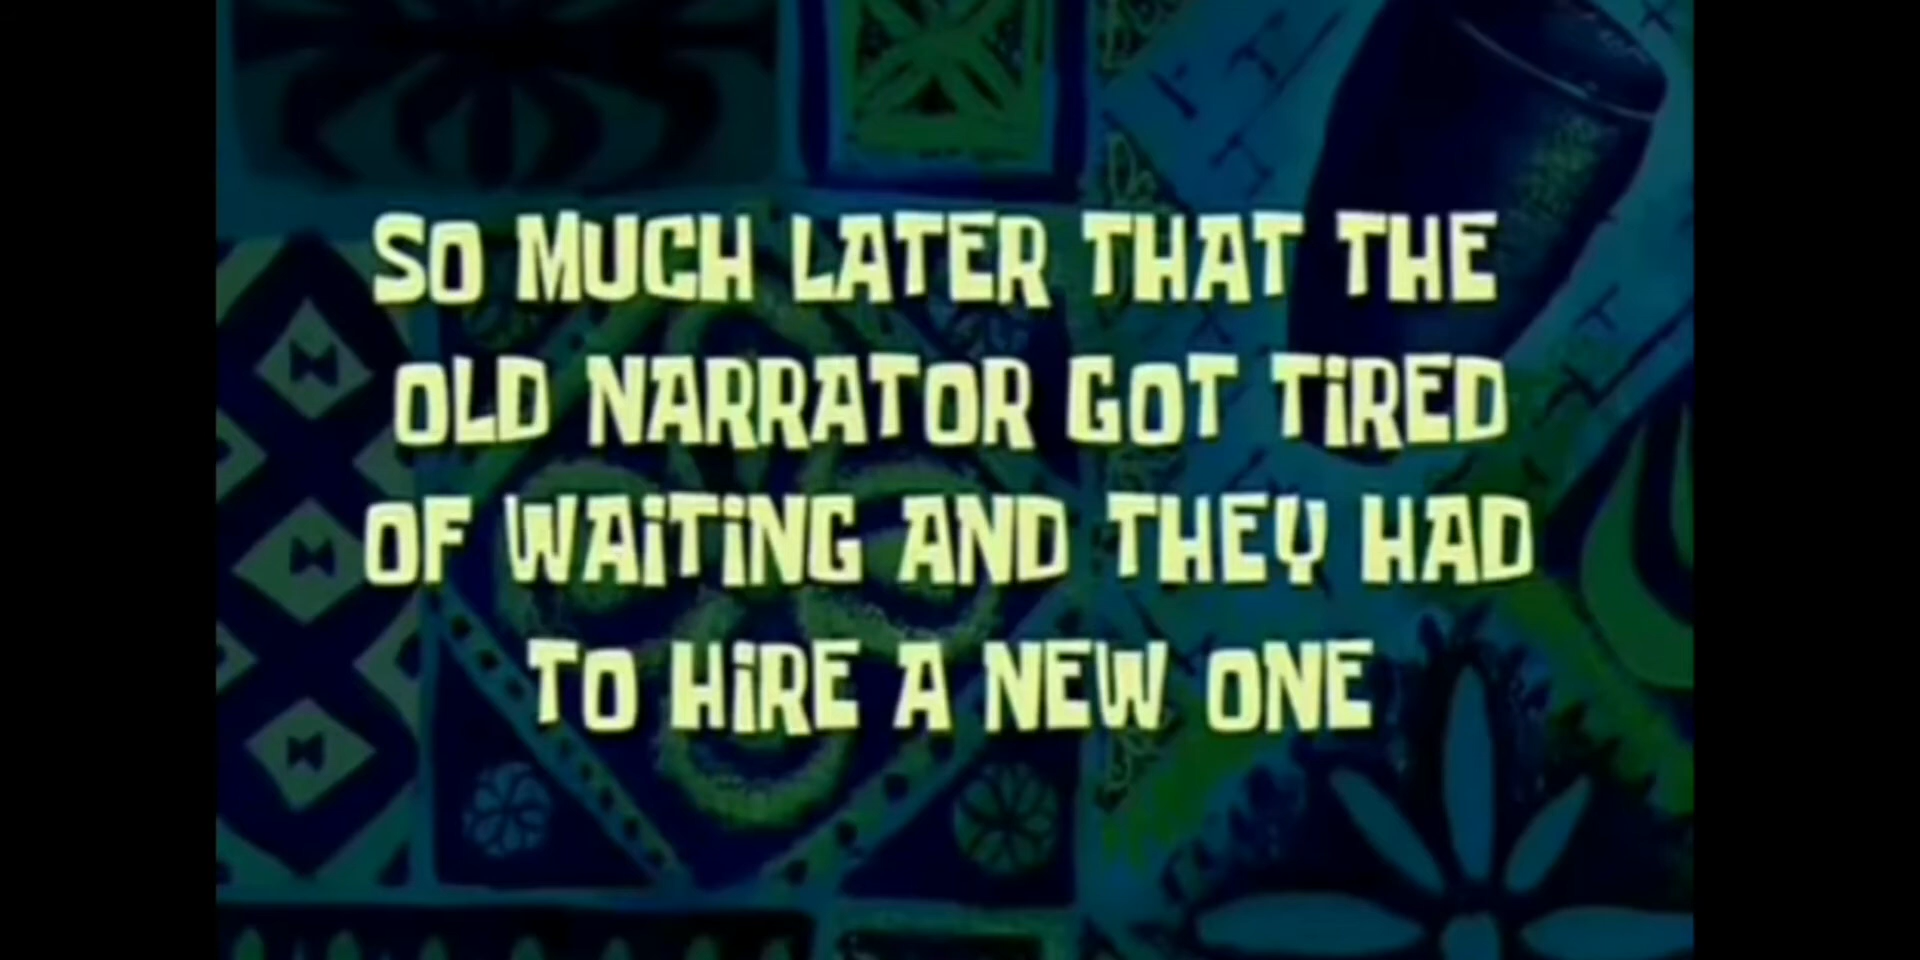 SO MUCH LATER THAT THE
OLD NARRATOR GOT TiRED
OF WAiTiNG AND THEY HAD
TO HiRE A NEW ONE